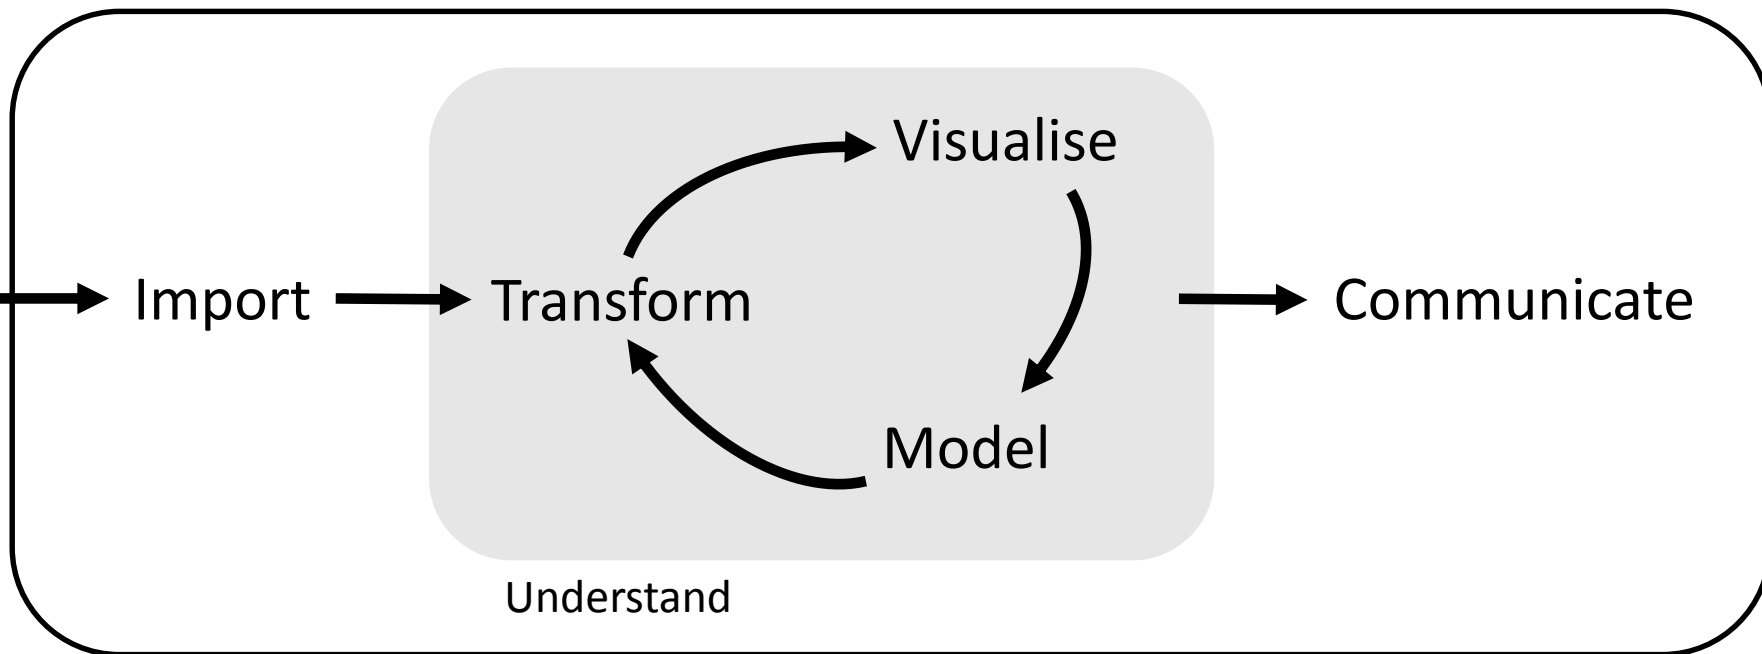 Visualise
Import
Transform
Communicate
Model
Understand